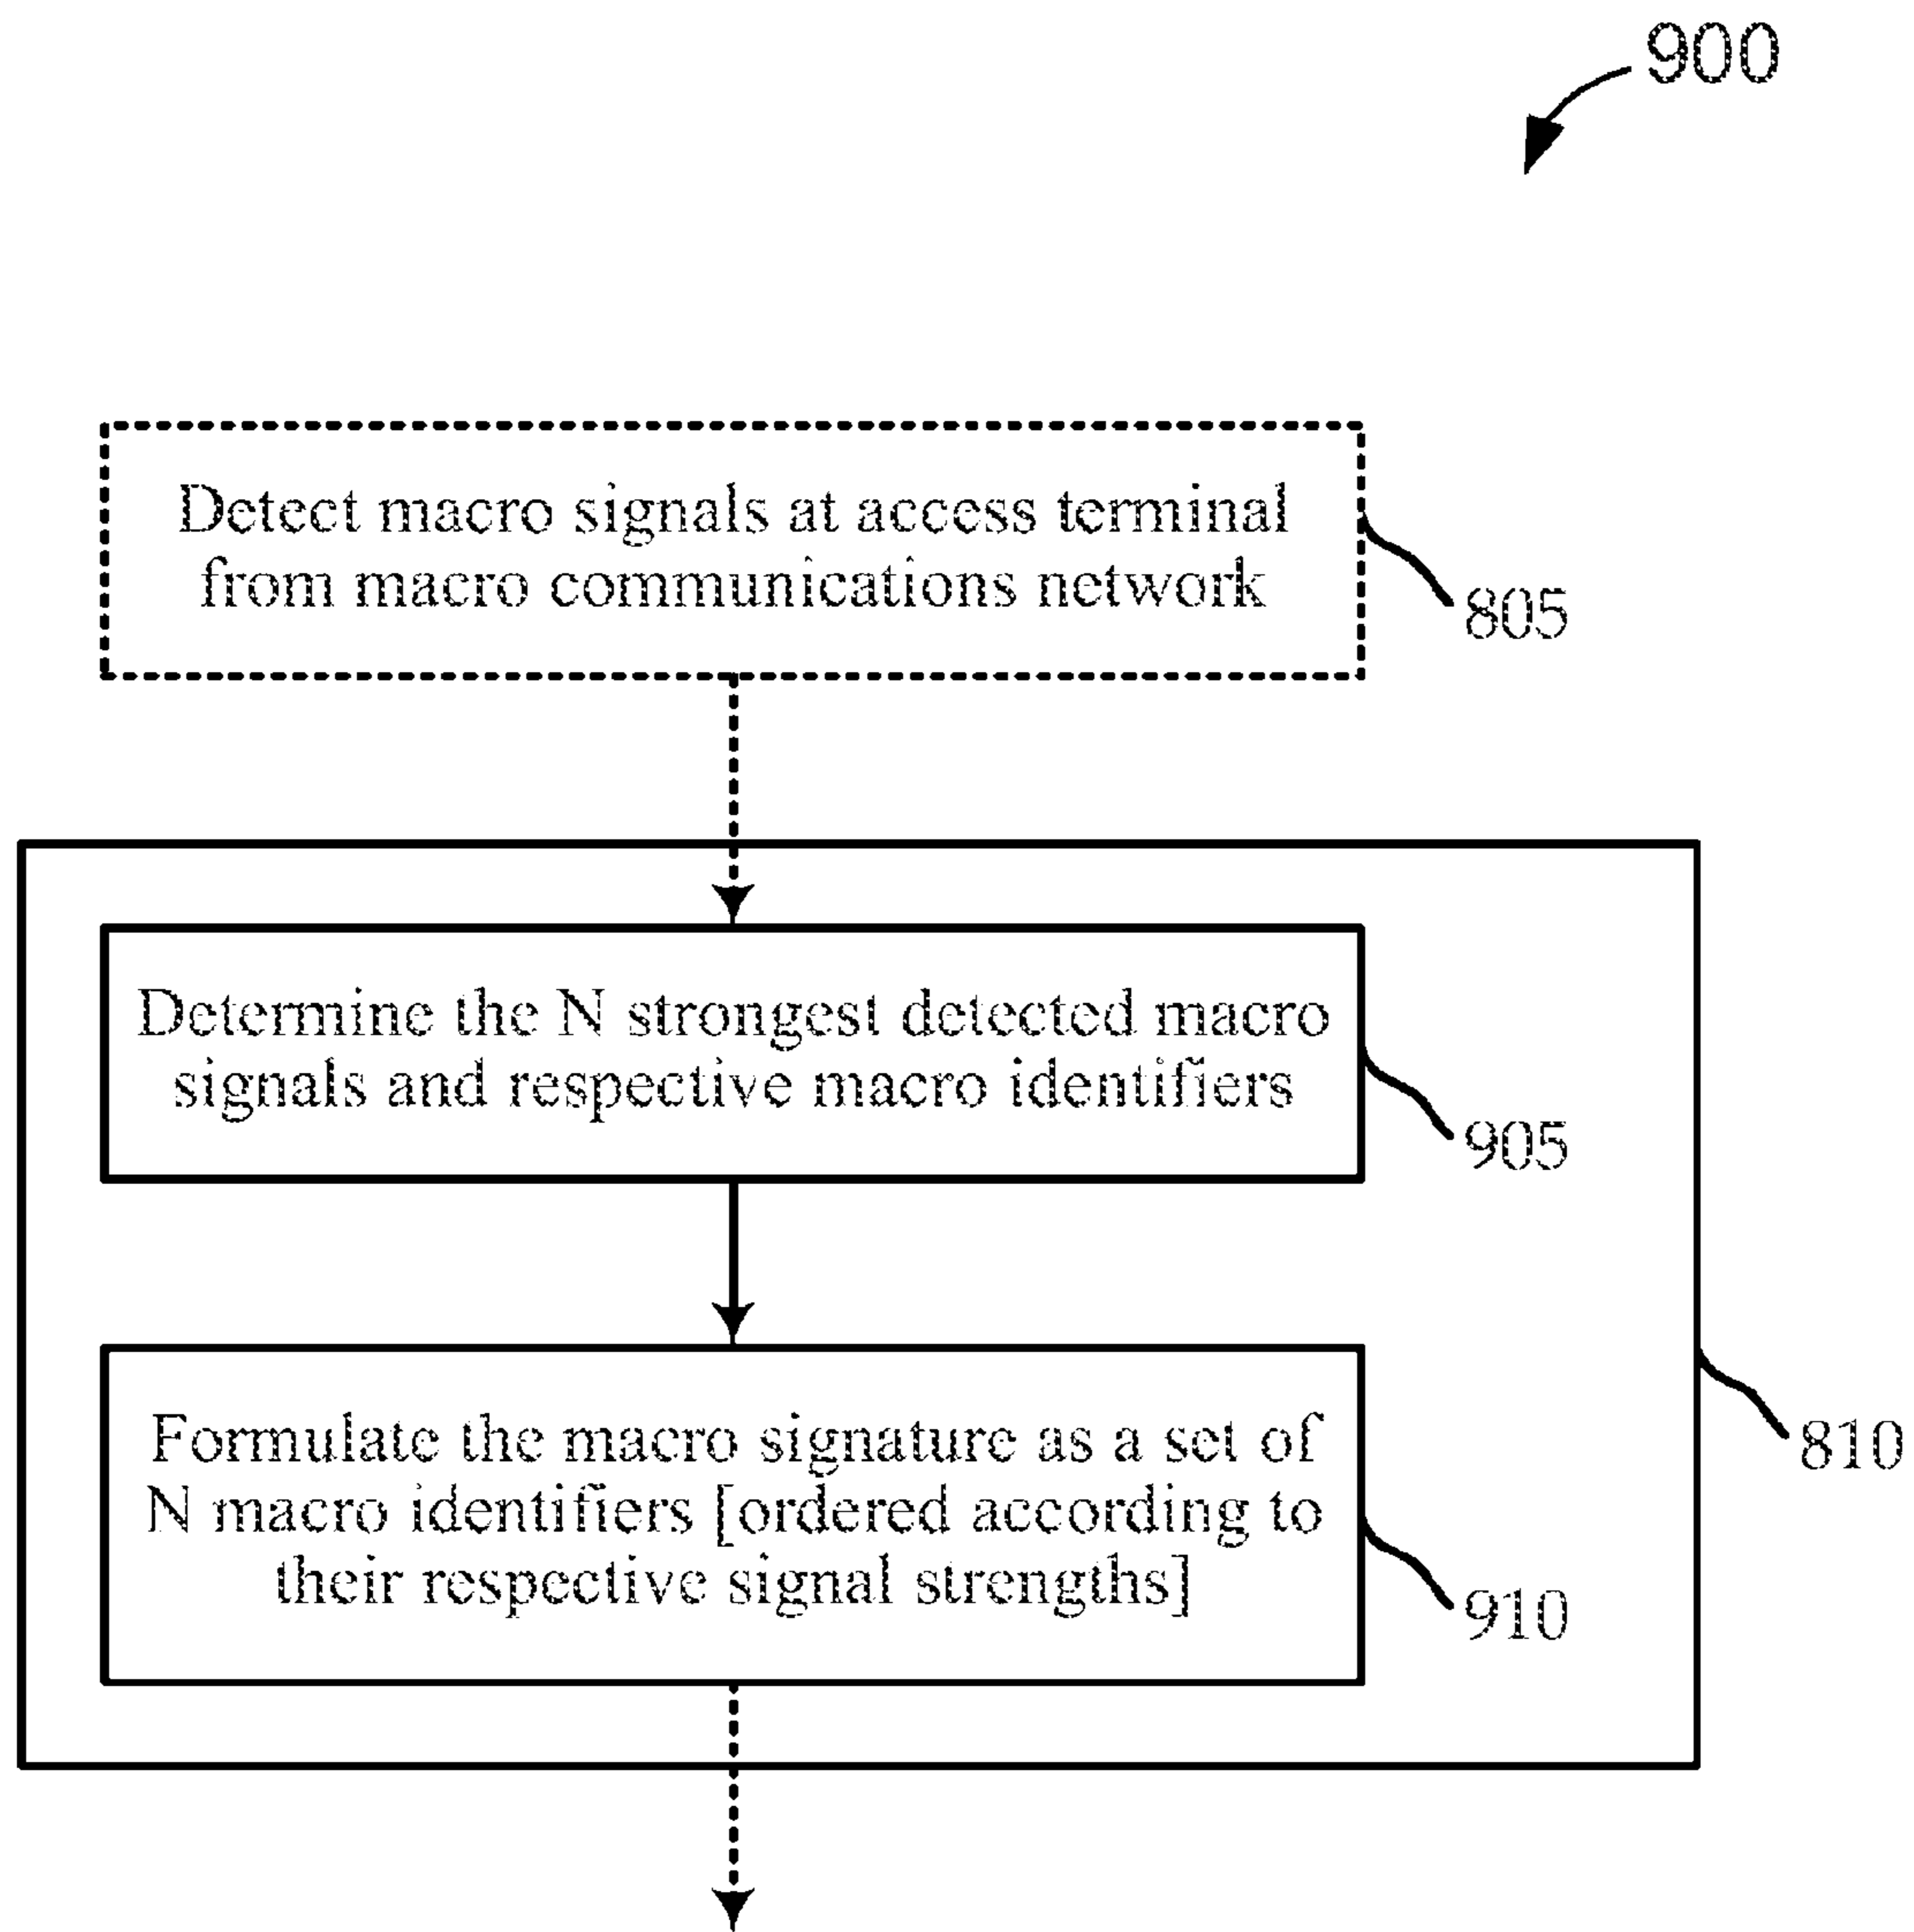 900
Detect macro signals at access terminal
from macro communications network
805
Determine the N strongest detected macro
signals and respective macro identifiers
905
Formulate the macro signature as a set of
N macro identifiers [ordered according to
their respective signal strengths]
810
910